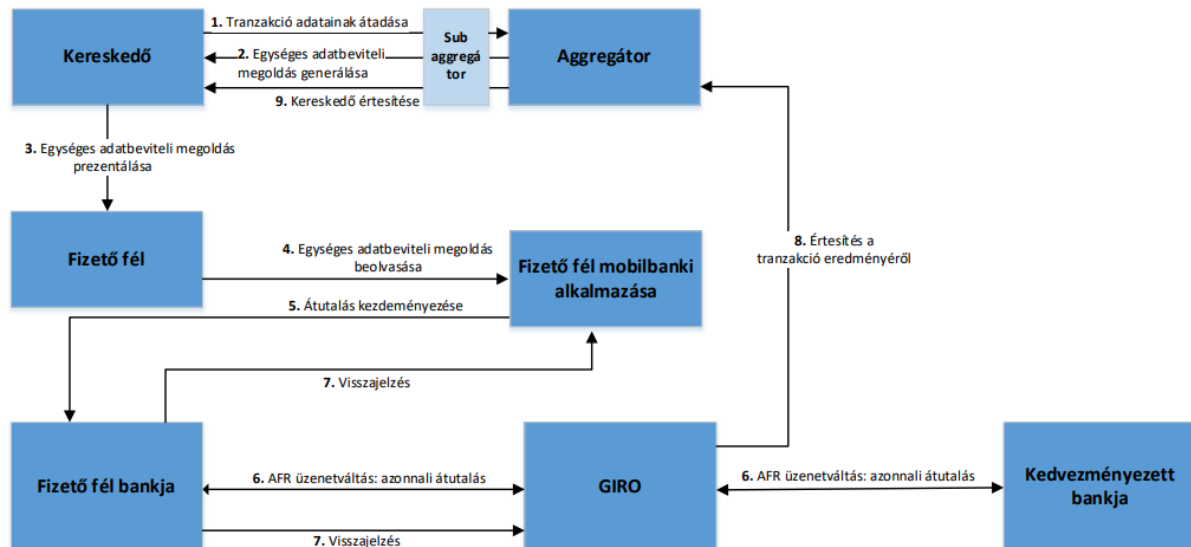 1. Tranzakció adatainak átadása
Kereskedő
2. Egységes adatbeviteli
megoldás generálása
9. Kereskedő értesítése
Sub
aggregá
tor
Aggregátor
3. Egységes adatbeviteli megoldás
prezentálása
Fizető fél
4. Egységes adatbeviteli megoldás
beolvasása
Fizető fél mobilbanki
alkalmazása
5. Átutalás kezdeményezése
8. Értesítés a
tranzakció eredményéről
7. Visszajelzés
Fizető fél bankja
6. AFR üzenetváltás: azonnali átutalás
7. Visszajelzés
GIRO
6. AFR üzenetváltás: azonnali átutalás
Kedvezményezett
bankja